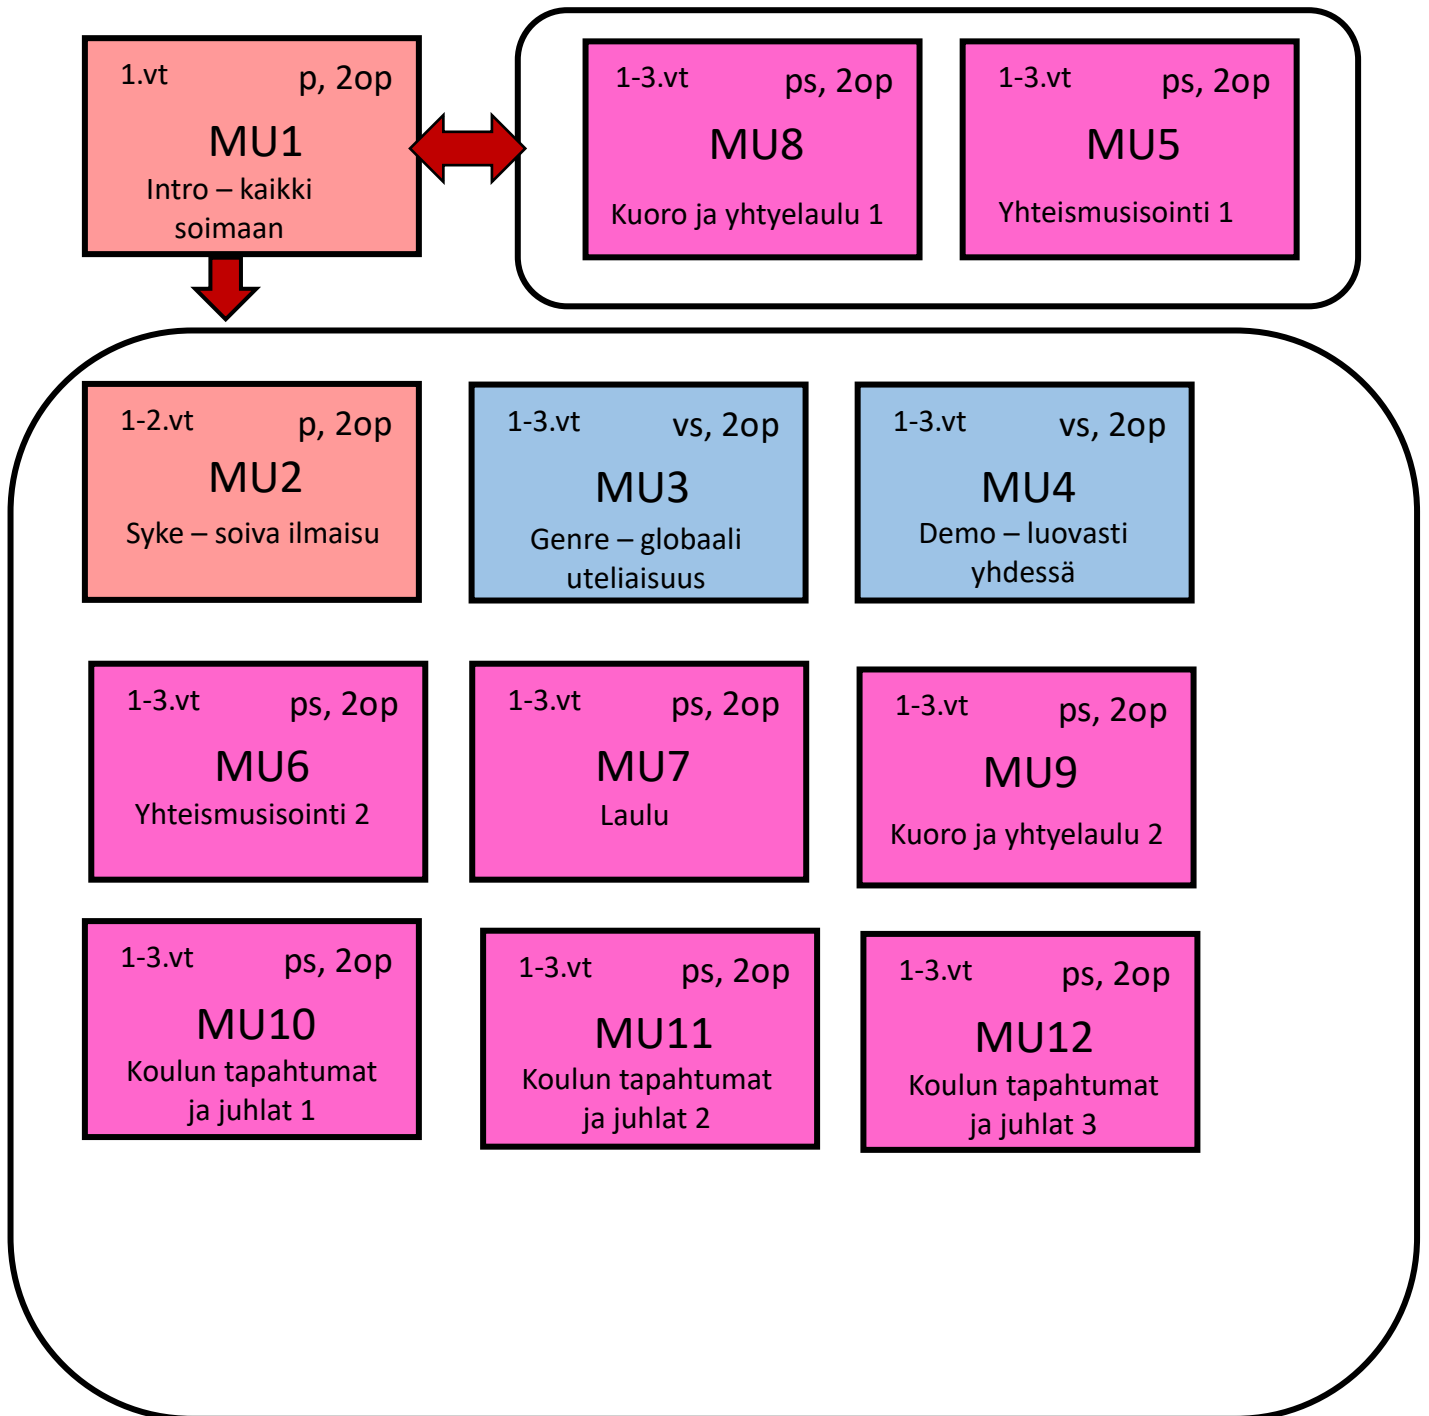 1.vt p, 2op
MU1
Intro – kaikki
soimaan
1-3.vt ps, 2op
MU8
Kuoro ja yhtyelaulu 1
1-3.vt ps, 2op
MU5
Yhteismusisointi 1
1-2.vt p, 2op
MU2
Syke – soiva ilmaisu
1-3.vt vs, 2op
MU3
Genre – globaali
uteliaisuus
1-3.vt vs, 2op
MU4
Demo – luovasti
yhdessä
1-3.vt ps, 2op
MU6
Yhteismusisointi 2
1-3.vt ps, 2op
MU7
Laulu
1-3.vt ps, 2op
MU9
Kuoro ja yhtyelaulu 2
1-3.vt ps, 2op
MU10
Koulun tapahtumat
ja juhlat 1
1-3.vt ps, 2op
MU11
Koulun tapahtumat
ja juhlat 2
1-3.vt ps, 2op
MU12
Koulun tapahtumat
ja juhlat 3